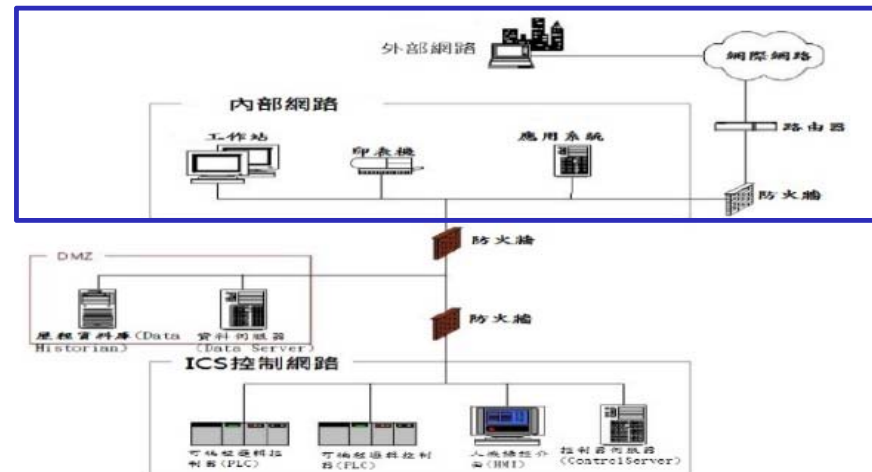 外部網路
網際網路
內部網路
工作站
印表機
應用系統
路由器
防火牆
防火牆
DMZ
歷程資料庫(Data
Historian)
資料伺服器
(Data Server)
防火牆
ICS控制網路
可編程邏輯控
制器(PLC)
可編程邏輯控制
器(PLC)
人機操控介
面(HMI)
控制器伺服器
(ControlServer)